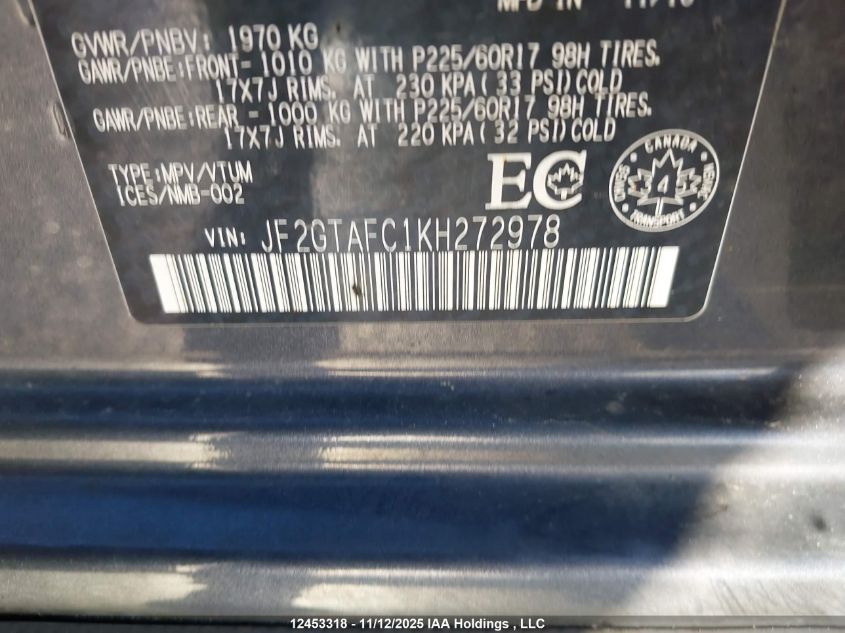 MFD IN
GVWR/PNBV: 1970 KG
GAWR/PNBE:FRONT- 1010 KG WITH P225/60R17 98H TIRES.
17X7J RIMS. AT 230 KPA( 33 PSI)COLD
GAWR/PNBE:REAR - 1000 KG WITH P225/60R17 98H TIRES.
17X7J RIMS. AT 220 KPA( 32 PSI)COLD
TYPE:MPV/VTUM
ICES/NMB-002
EC
CANADA
4
TRANSPORT
VIN: JF2GTAFC1KH272978
12453318 - 11/12/2025 IAA Holdings , LLC